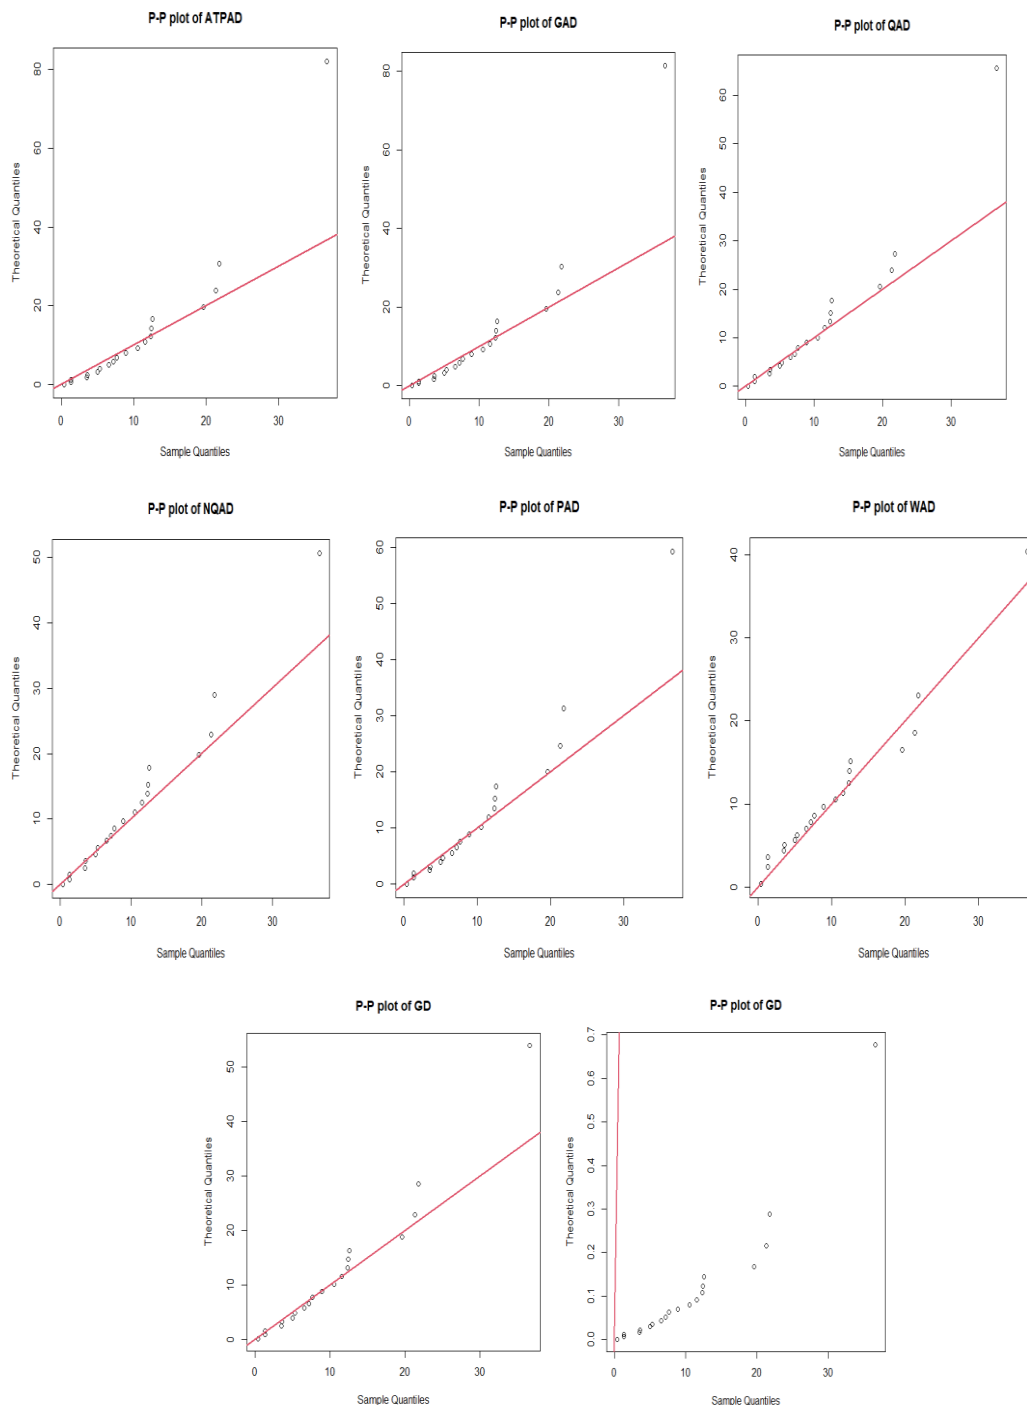 P-P plot of ATPAD
P-P plot of GAD
P-P plot of QAD
Theoretical Quantiles
0 20 40 60 80
0 10 20 30
Sample Quantiles
Theoretical Quantiles
0 20 40 60 80
0 10 20 30
Sample Quantiles
Theoretical Quantiles
0 10 20 30 40 50 60
0 10 20 30
Sample Quantiles
P-P plot of NQAD
P-P plot of PAD
P-P plot of WAD
Theoretical Quantiles
0 10 20 30 40 50
0 10 20 30
Sample Quantiles
Theoretical Quantiles
0 10 20 30 40 50 60
0 10 20 30
Sample Quantiles
Theoretical Quantiles
0 10 20 30 40
0 10 20 30
Sample Quantiles
P-P plot of GD
P-P plot of GD
Theoretical Quantiles
0 10 20 30 40 50
0 10 20 30
Sample Quantiles
Theoretical Quantiles
0.0 0.1 0.2 0.3 0.4 0.5 0.6 0.7
0 10 20 30
Sample Quantiles